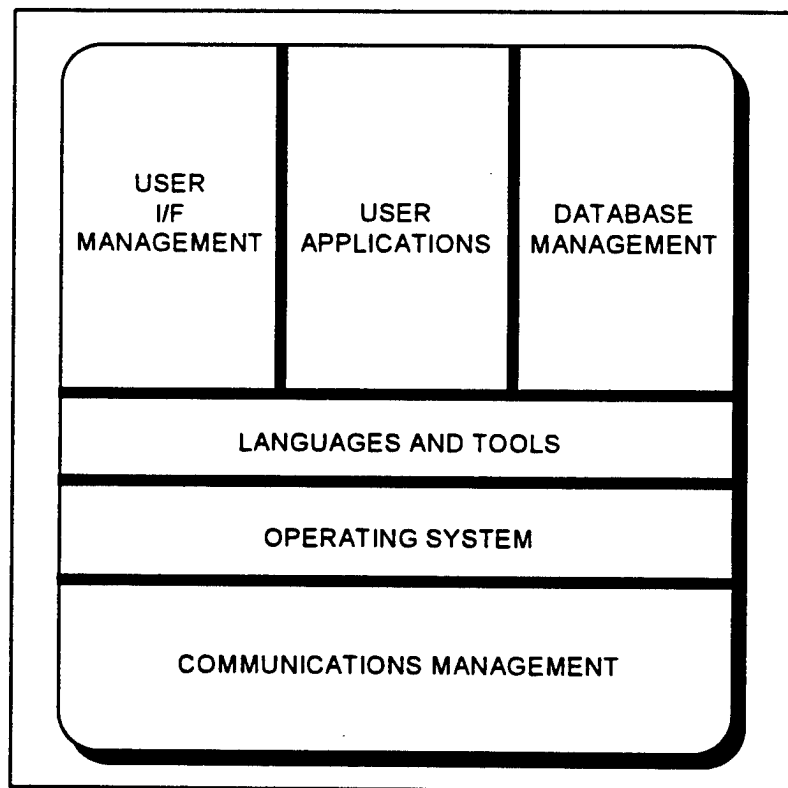 USER
I/F
MANAGEMENT
USER
APPLICATIONS
DATABASE
MANAGEMENT
LANGUAGES AND TOOLS
OPERATING SYSTEM
COMMUNICATIONS MANAGEMENT